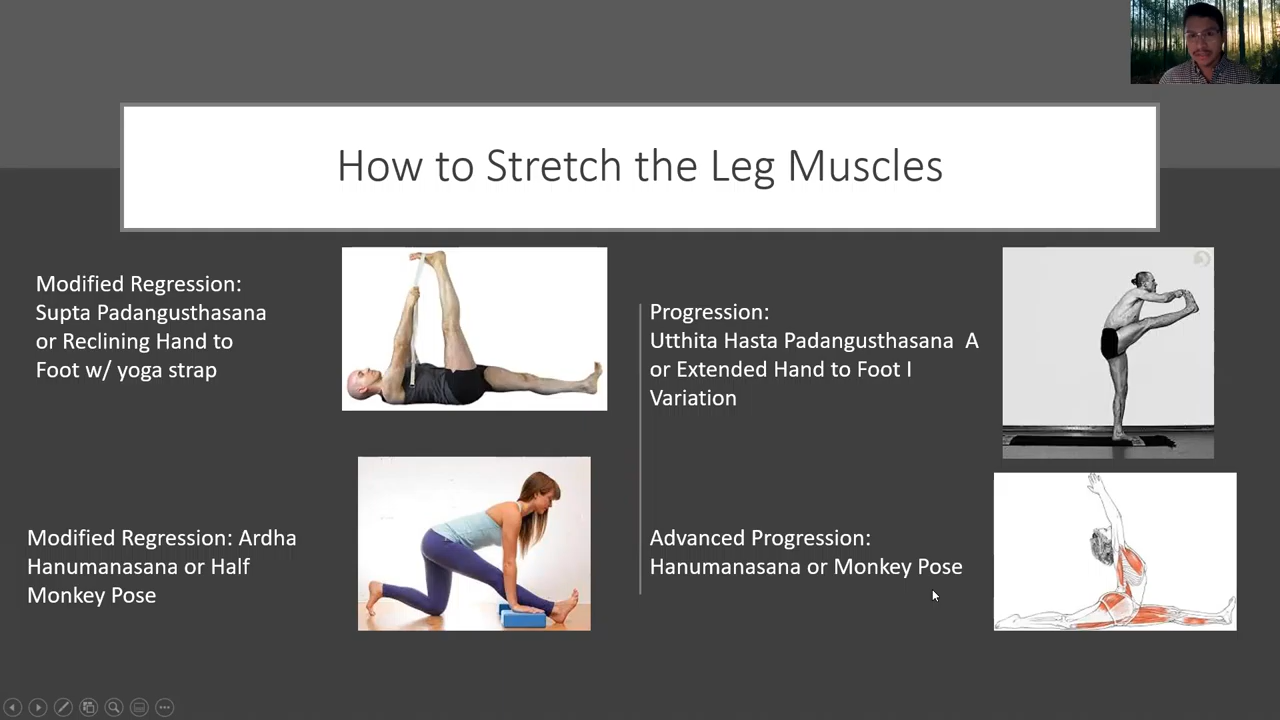 How to Stretch the Leg Muscles
Modified Regression:
Supta Padangusthasana
or Reclining Hand to
Foot w/ yoga strap
Modified Regression: Ardha
Hanumanasana or Half
Monkey Pose
Progression:
Utthita Hasta Padangusthasana A
or Extended Hand to Foot I
Variation
Advanced Progression:
Hanumanasana or Monkey Pose